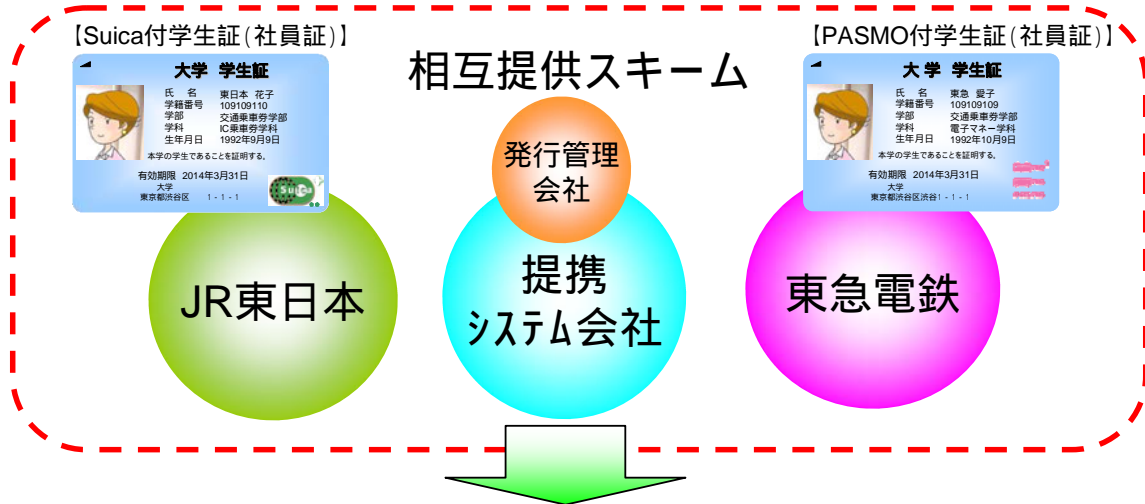 【Suica付学生証(社員証)】
大学 学生証
氏 名 東日本 花子
学籍番号 109109110
学部 交通乗車券学部
学科 IC乗車券学科
生年月日 1992年9月9日
本学の学生であることを証明する。
有効期限 2014年3月31日
大学
東京都渋谷区 1-1-1
Suica
相互提供スキーム
【PASMO付学生証(社員証)】
大学 学生証
氏 名 東急 愛子
学籍番号 109109109
学部 交通乗車券学部
学科 電子マネー学科
生年月日 1992年10月9日
本学の学生であることを証明する。
有効期限 2014年3月31日
大学
東京都渋谷区渋谷1-1-1
発行管理
会社
JR東日本
提携
システム会社
東急電鉄